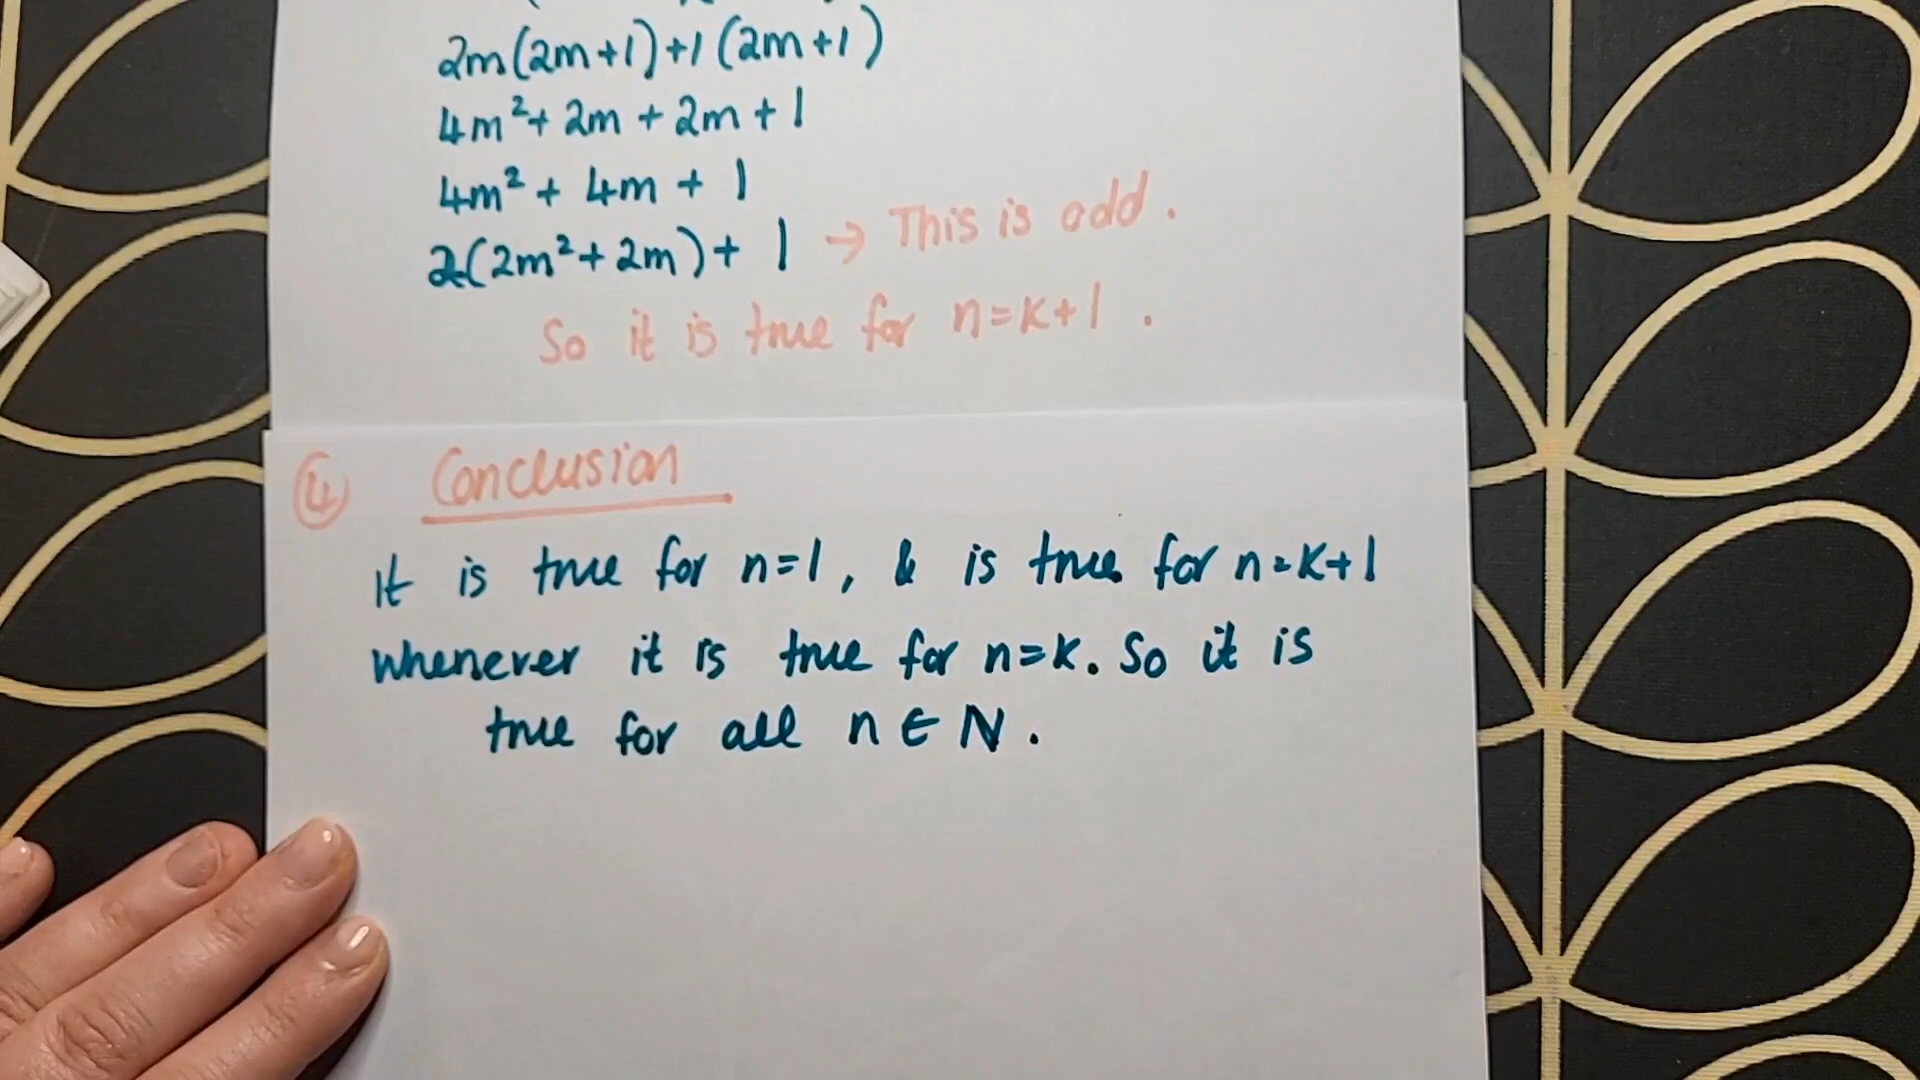 2m(2m+1)+1(2m+1)
4m²+ 2m + 2m + 1
4m² + 4m + 1
2(2m²+ 2m)+ 1 → This is odd.
So it is true for n=k+1.
④ Conclusion
It is true for n=1, & is true for n=k+1
whenever it is true for n=k. So it is
true for all n ∈ N.